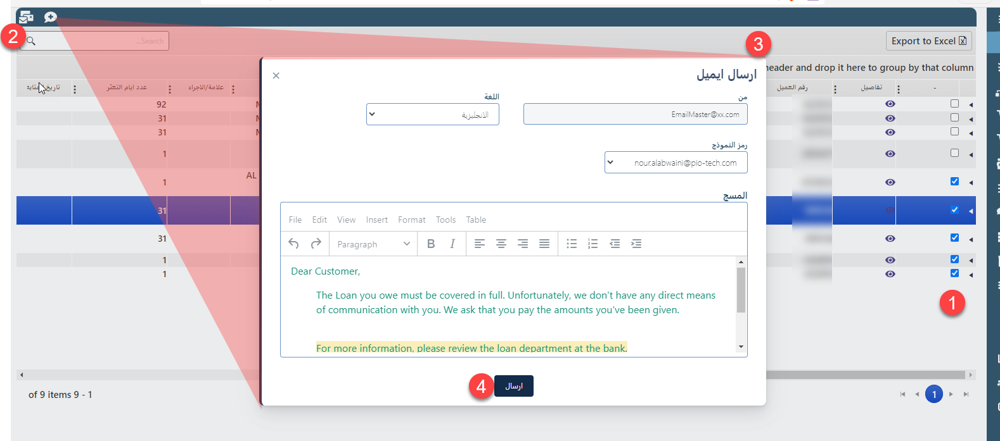 2
Search...
3
Export to Excel
header and drop it here to group by that column
رقم العميل
تفاصيل
-
علامة/الاجراء
عدد ايام التعثر
تاريخ
92
31
31
1
AL
1
31
31
1
1
1
ارسال ايميل
×
من
EmailMaster@xx.com
اللغة
الانجليزية
رمز النموذج
nour.alabwaini@pio-tech.com
المسج
File Edit View Insert Format Tools Table
Paragraph B I
Dear Customer,
The Loan you owe must be covered in full. Unfortunately, we don't have any direct means
of communication with you. We ask that you pay the amounts you've been given.
For more information, please review the loan department at the bank.
4
ارسال
of 9 items 9 - 1
1